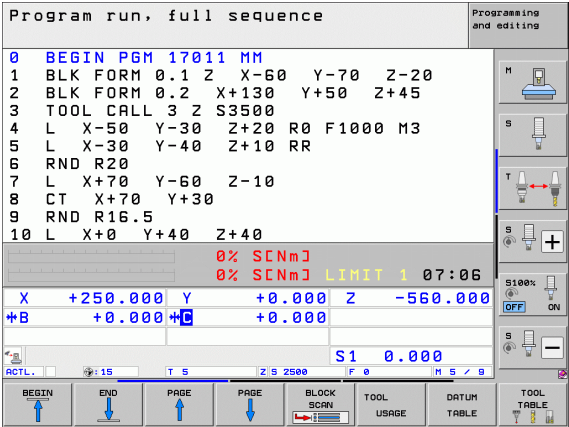 Program run, full sequence
Programming and editing
0 BEGIN PGM 17011 MM
1 BLK FORM 0.1 Z X-60 Y-70 Z-20
2 BLK FORM 0.2 X+130 Y+50 Z+45
3 TOOL CALL 3 Z S3500
4 L X-50 Y-30 Z+20 R0 F1000 M3
5 L X-30 Y-40 Z+10 RR
6 RND R20
7 L X+70 Y-60 Z-10
8 CT X+70 Y+30
9 RND R16.5
10 L X+0 Y+40 Z+40
0% S[Nm]
0% S[Nm] LIMIT 1 07:06
X +250.000 Y +0.000 Z -560.000
B +0.000 C +0.000
S1 0.000
ACTL. :15 T 5 Z S 2500 F 0 M 5 / 9
M
S
T
S
S100%
OFF ON
S
BEGIN
END
PAGE
PAGE
BLOCK SCAN
TOOL USAGE
DATUM TABLE
TOOL TABLE